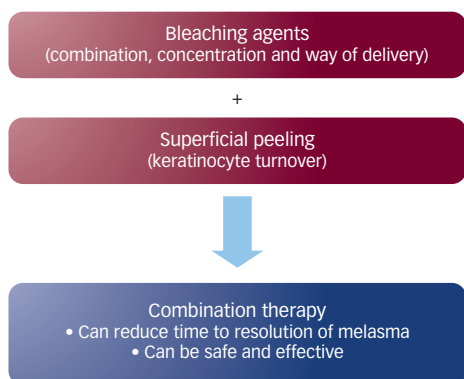 Bleaching agents
(combination, concentration and way of delivery)
+
Superficial peeling
(keratinocyte turnover)
Combination therapy
• Can reduce time to resolution of melasma
• Can be safe and effective